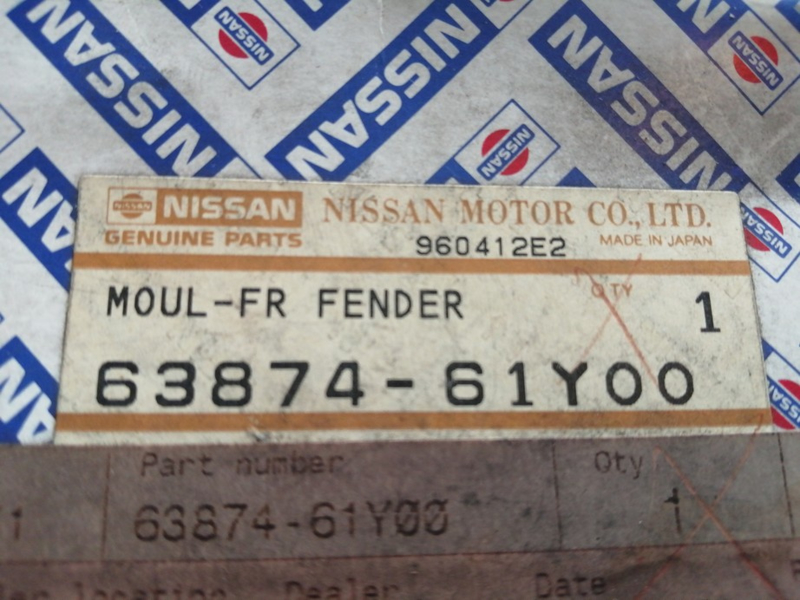 NISSAN
NISSAN
NISSAN
NISSAN
NISSAN
NISSAN
NISSAN
NISSAN MOTOR CO., LTD.
GENUINE PARTS
960412E2
MADE IN JAPAN
MOUL-FR FENDER
QTY
1
63874-61Y00
Part number
Qty
1
63874-61Y00
1
location
Dealer
Date